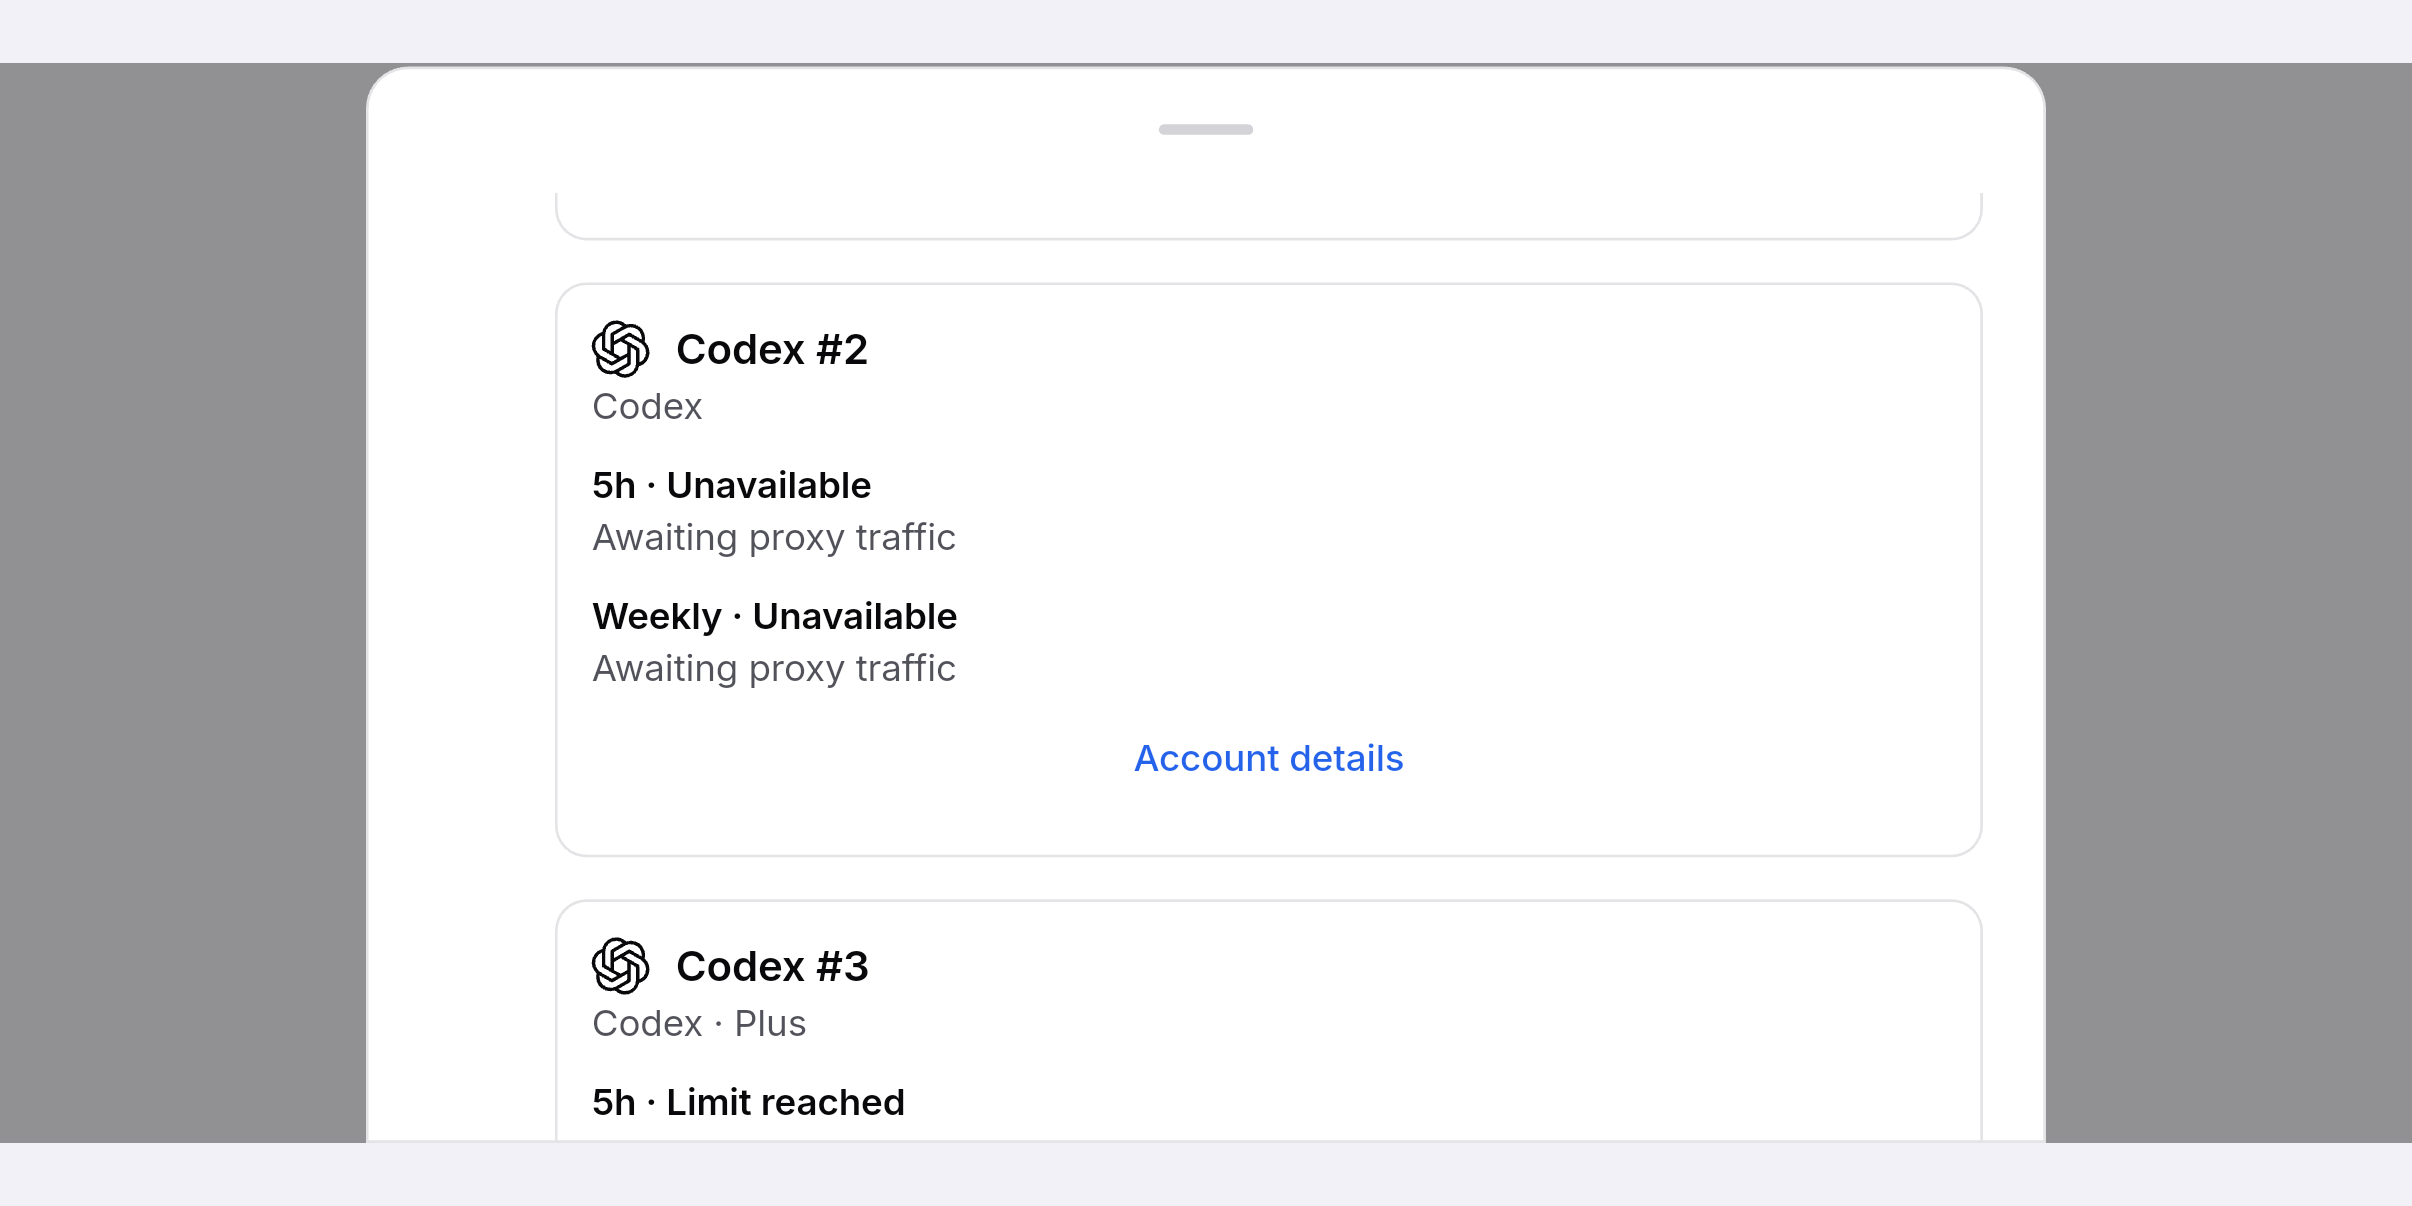 Codex #2
Codex
5h · Unavailable
Awaiting proxy traffic
Weekly · Unavailable
Awaiting proxy traffic
Account details
Codex #3
Codex · Plus
5h · Limit reached